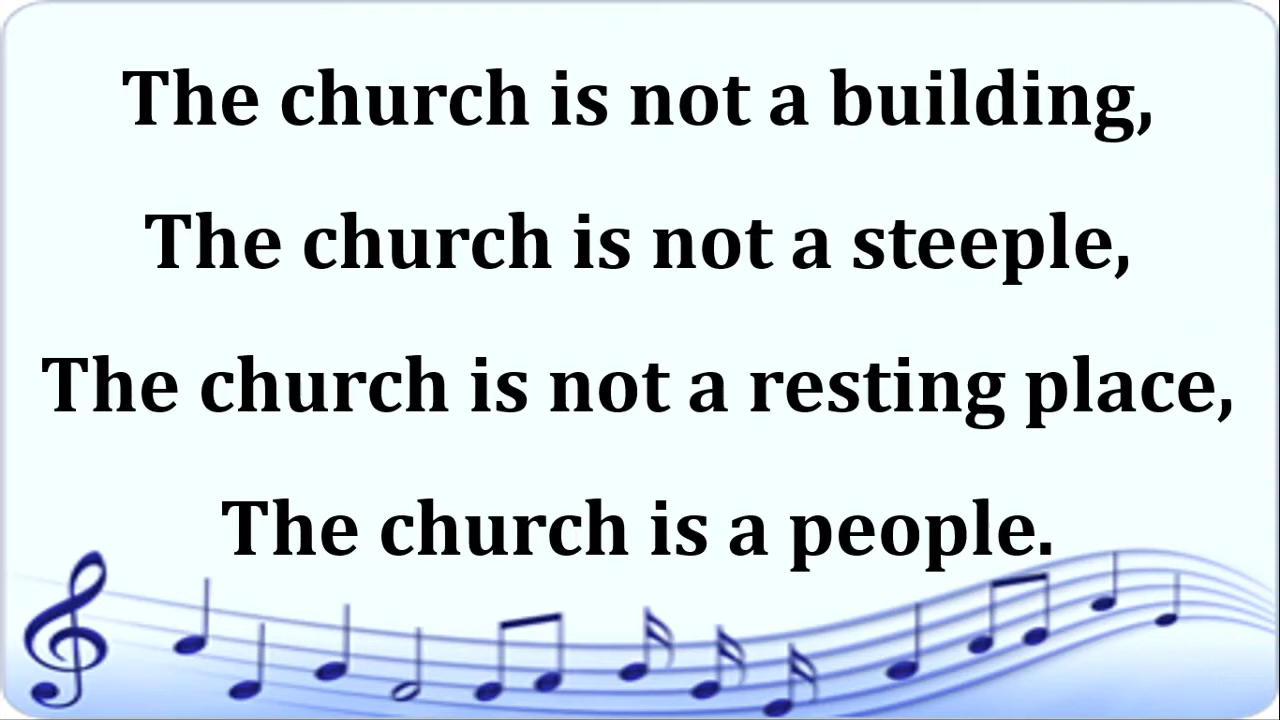 The church is not a building,
The church is not a steeple,
The church is not a resting place,
The church is a people.